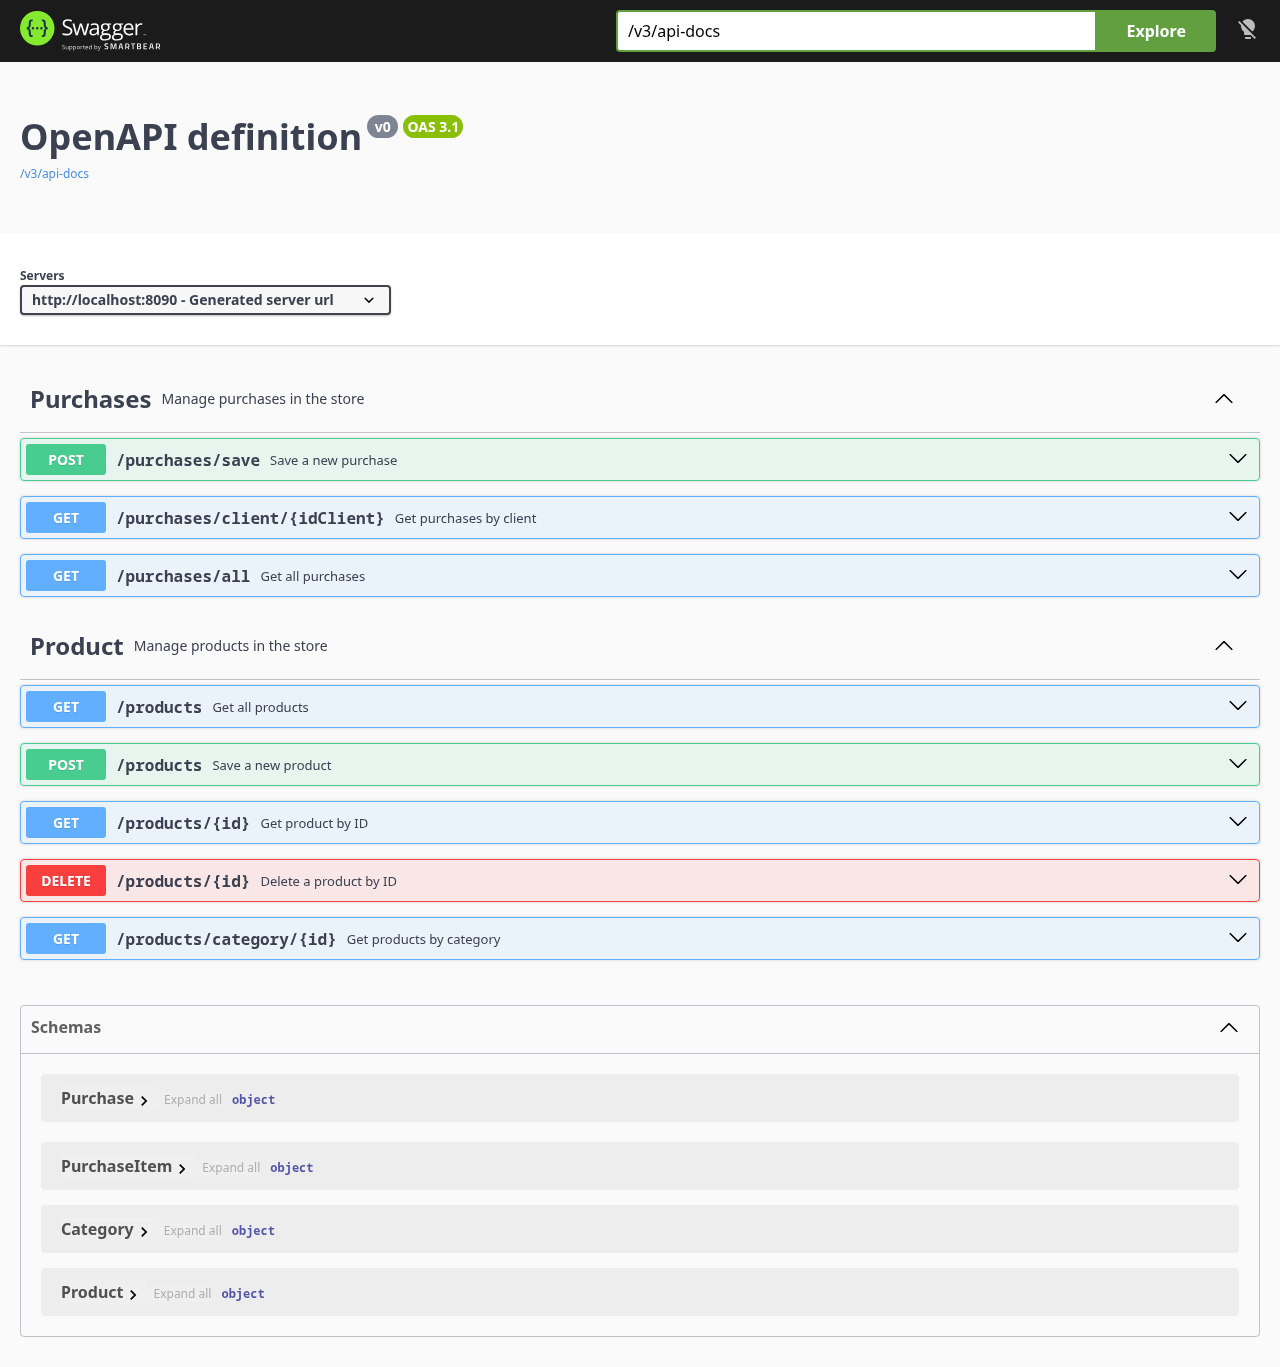 Swagger
Supported by SMARTBEAR
/v3/api-docs
Explore
OpenAPI definition v0 OAS 3.1
/v3/api-docs
Servers
http://localhost:8090 - Generated server url
Purchases Manage purchases in the store
POST /purchases/save Save a new purchase
GET /purchases/client/{idClient} Get purchases by client
GET /purchases/all Get all purchases
Product Manage products in the store
GET /products Get all products
POST /products Save a new product
GET /products/{id} Get product by ID
DELETE /products/{id} Delete a product by ID
GET /products/category/{id} Get products by category
Schemas
Purchase Expand all object
PurchaseItem Expand all object
Category Expand all object
Product Expand all object